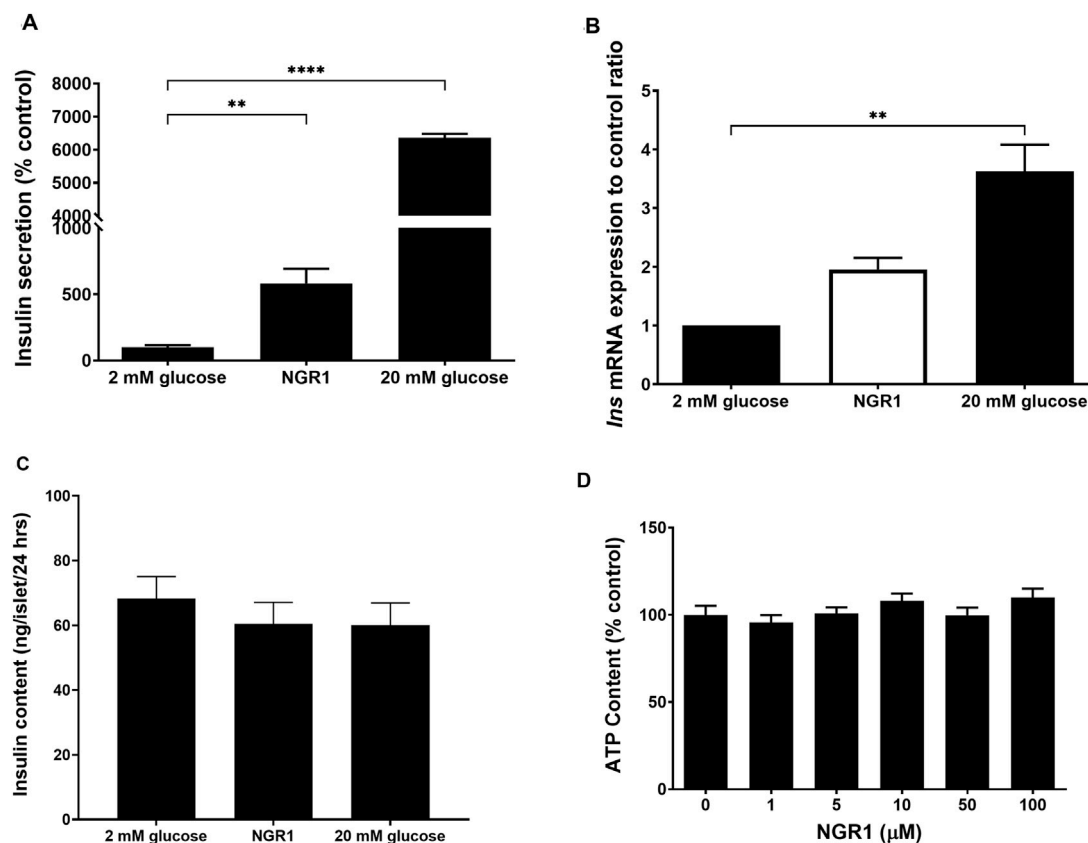 A
Insulin secretion (% control)
8000
7000
6000
5000
4000
1000
500
0
****
**
2 mM glucose NGR1 20 mM glucose
B
Ins mRNA expression to control ratio
5
4
3
2
1
0
**
2 mM glucose NGR1 20 mM glucose
C
Insulin content (ng/islet/24 hrs)
100
80
60
40
20
0
2 mM glucose NGR1 20 mM glucose
D
ATP Content (% control)
150
100
50
0
0 1 5 10 50 100
NGR1 (μM)